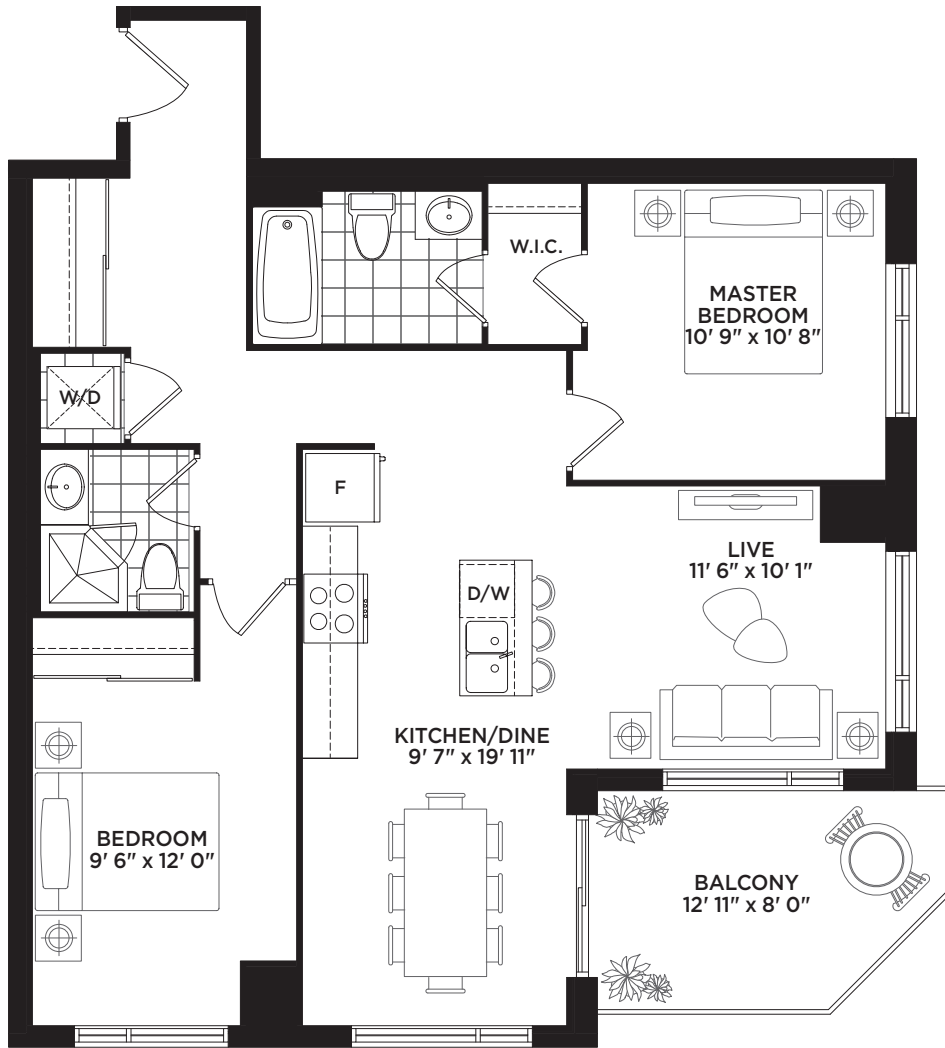 W.I.C.
MASTER
BEDROOM
10' 9" x 10' 8"
W/D
F
LIVE
11' 6" x 10' 1"
D/W
KITCHEN/DINE
9' 7" x 19' 11"
BEDROOM
9' 6" x 12' 0"
BALCONY
12' 11" x 8' 0"